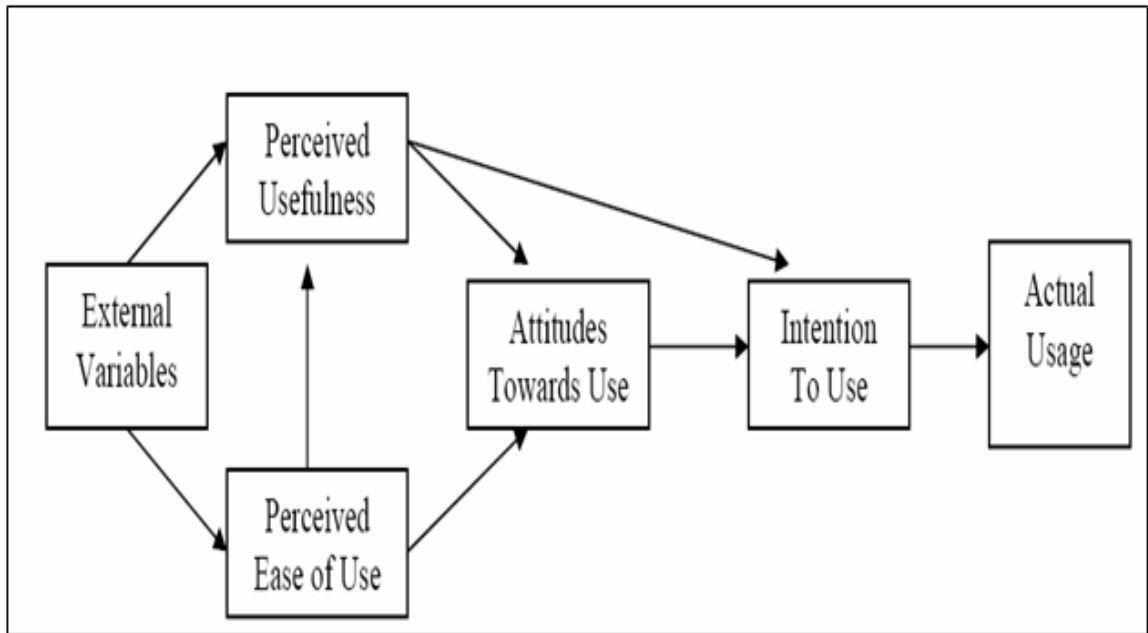 Perceived
Usefulness
External
Variables
Attitudes
Towards Use
Intention
To Use
Actual
Usage
Perceived
Ease of Use